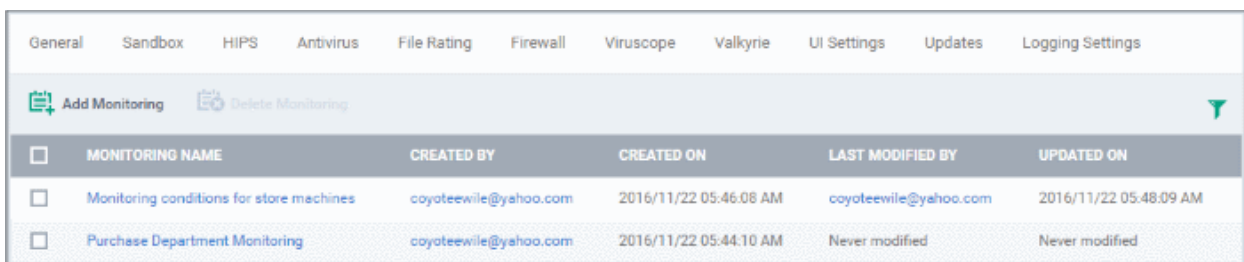 General Sandbox HIPS Antivirus File Rating Firewall Viruscope Valkyrie UI Settings Updates Logging Settings
Add Monitoring Delete Monitoring
MONITORING NAME CREATED BY CREATED ON LAST MODIFIED BY UPDATED ON
Monitoring conditions for store machines coyoteewile@yahoo.com 2016/11/22 05:46:08 AM coyoteewile@yahoo.com 2016/11/22 05:48:09 AM
Purchase Department Monitoring coyoteewile@yahoo.com 2016/11/22 05:44:10 AM Never modified Never modified